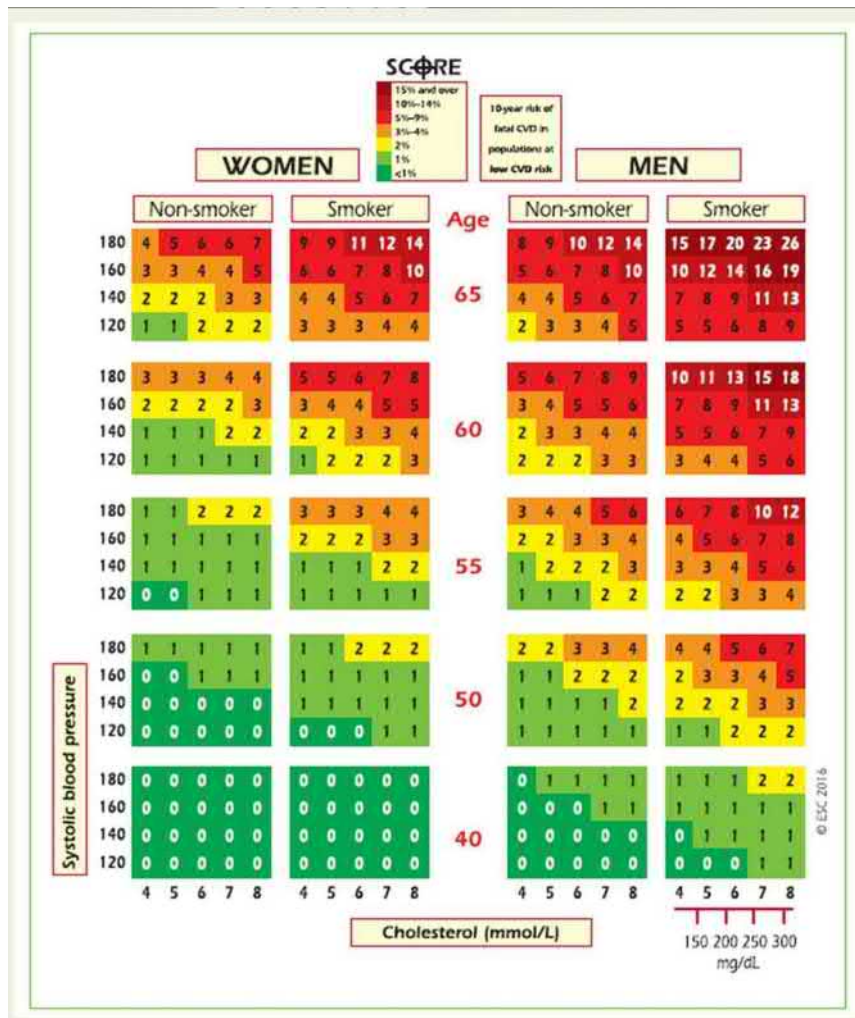 SCORE
15% and over
10%–14%
5%–9%
3%–4%
2%
1%
<1%
10-year risk of
fatal CVD in
populations at
low CVD risk
WOMEN
MEN
Non-smoker Smoker Age Non-smoker Smoker
180 4 5 6 6 7 9 9 11 12 14 8 9 10 12 14 15 17 20 23 26
160 3 3 4 4 5 6 6 7 8 10 5 6 7 8 10 10 12 14 16 19
65
140 2 2 2 3 3 4 4 5 6 7 4 4 5 6 7 7 8 9 11 13
120 1 1 2 2 2 3 3 3 4 4 2 3 3 4 5 5 5 6 8 9
180 3 3 3 4 4 5 5 6 7 8 5 6 7 8 9 10 11 13 15 18
160 2 2 2 2 3 3 4 4 5 5 3 4 5 5 6 7 8 9 11 13
60
140 1 1 1 2 2 2 2 3 3 4 2 3 3 4 4 5 5 6 7 9
120 1 1 1 1 1 1 2 2 2 3 2 2 2 3 3 3 4 4 5 6
180 1 1 2 2 2 3 3 3 4 4 3 4 4 5 6 6 7 8 10 12
160 1 1 1 1 1 2 2 2 3 3 2 2 3 3 4 4 5 6 7 8
55
140 1 1 1 1 1 1 1 1 2 2 1 2 2 2 3 3 3 4 5 6
120 0 0 1 1 1 1 1 1 1 1 1 1 1 2 2 2 2 3 3 4
180 1 1 1 1 1 1 1 2 2 2 2 2 3 3 4 4 4 5 6 7
160 0 0 1 1 1 1 1 1 1 1 1 1 2 2 2 2 3 3 4 5
50
140 0 0 0 0 0 1 1 1 1 1 1 1 1 1 2 2 2 2 3 3
120 0 0 0 0 0 0 0 0 1 1 1 1 1 1 1 1 1 2 2 2
180 0 0 0 0 0 0 0 0 0 0 0 1 1 1 1 1 1 1 2 2
160 0 0 0 0 0 0 0 0 0 0 0 0 0 1 1 1 1 1 1 1
40
140 0 0 0 0 0 0 0 0 0 0 0 0 0 0 0 0 1 1 1 1
120 0 0 0 0 0 0 0 0 0 0 0 0 0 0 0 0 0 0 1 1
4 5 6 7 8 4 5 6 7 8 4 5 6 7 8 4 5 6 7 8
Systolic blood pressure
Cholesterol (mmol/L)
150 200 250 300
mg/dL
© ESC 2016